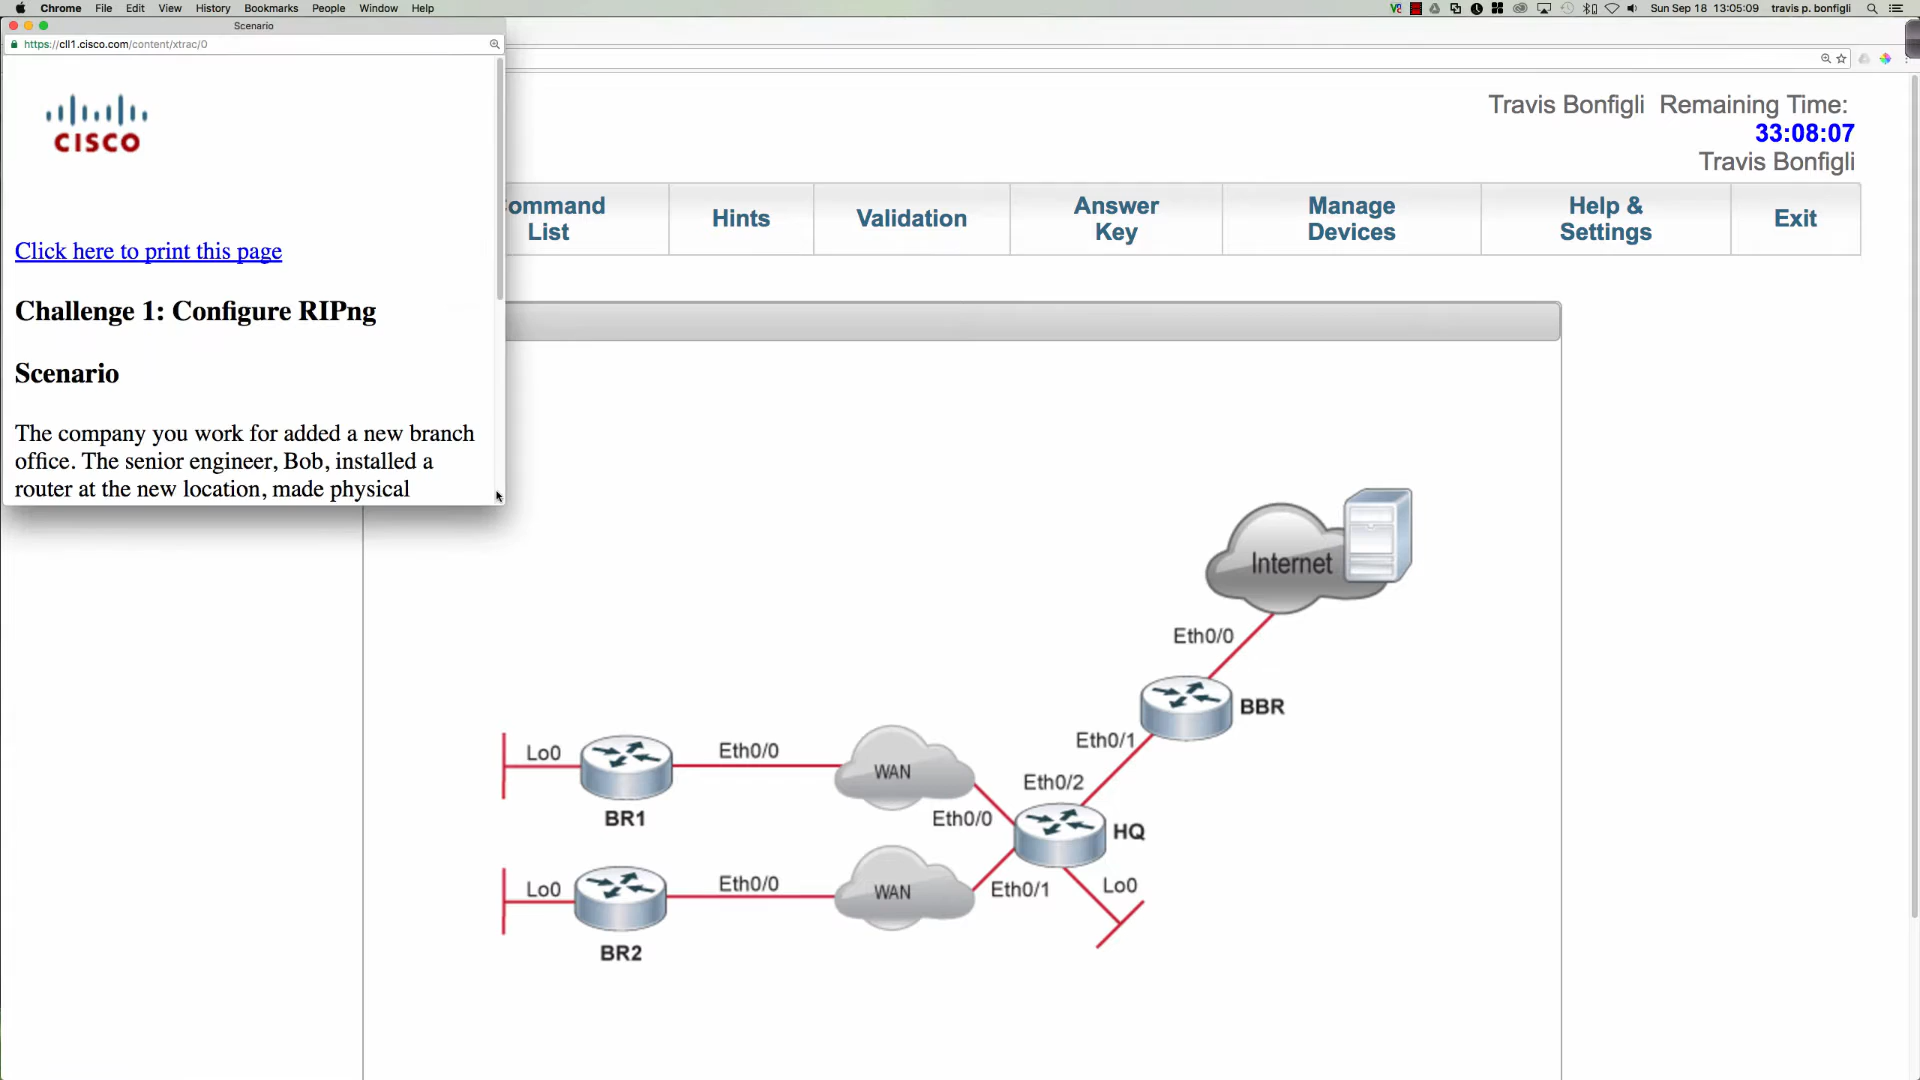 Chrome File Edit View History Bookmarks People Window Help
Sun Sep 18 13:05:09 travis p. bonfigli
Scenario
https://cll1.cisco.com/content/xtrac/0
CISCO
Click here to print this page
Challenge 1: Configure RIPng
Scenario
The company you work for added a new branch
office. The senior engineer, Bob, installed a
router at the new location, made physical
Travis Bonfigli Remaining Time:
33:08:07
Travis Bonfigli
ommand
List
Hints
Validation
Answer
Key
Manage
Devices
Help &
Settings
Exit
Internet
Eth0/0
BBR
Eth0/1
Eth0/2
Lo0
Eth0/0
WAN
BR1
Eth0/0
HQ
Lo0
Eth0/0
WAN
Eth0/1
Lo0
BR2